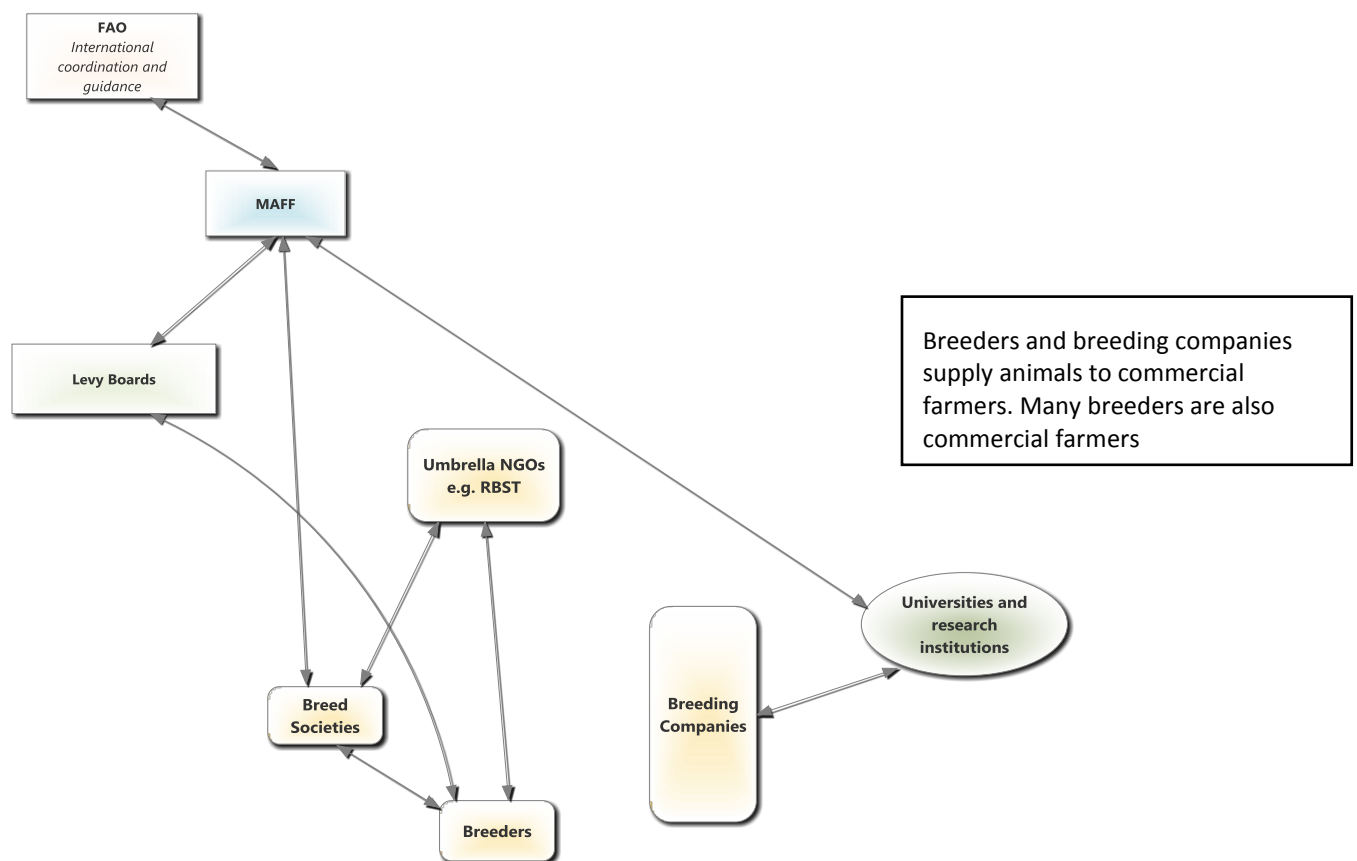 FAO
International
coordination and
guidance
MAFF
Levy Boards
Breeders and breeding companies
supply animals to commercial
farmers. Many breeders are also
commercial farmers
Umbrella NGOs
e.g. RBST
Universities and
research
institutions
Breed
Societies
Breeding
Companies
Breeders